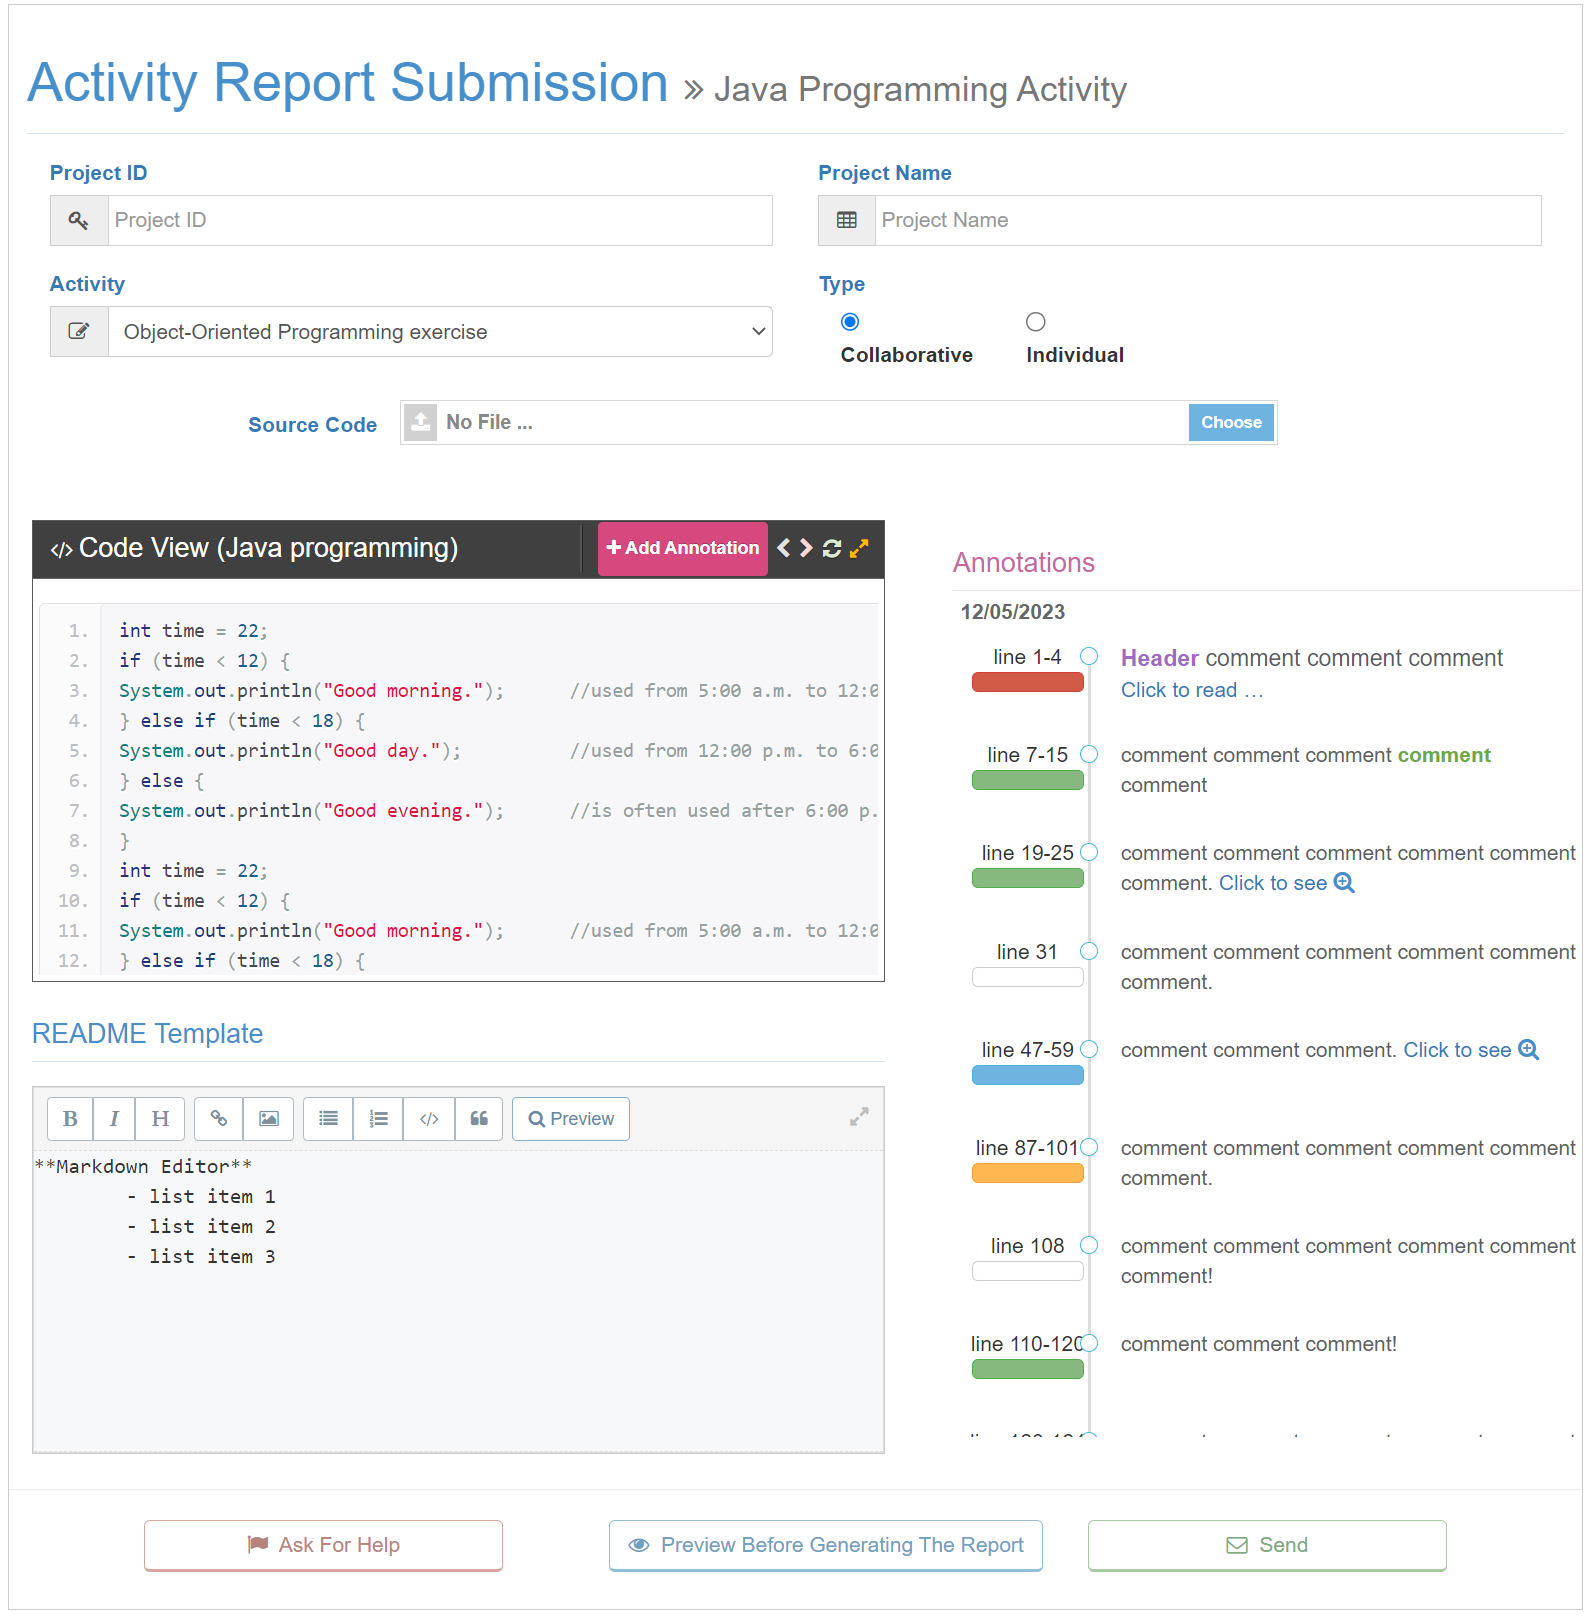 Activity Report Submission » Java Programming Activity
Project ID
Project Name
Project ID
Project Name
Activity
Type
Object-Oriented Programming exercise
Collaborative
Individual
Source Code
No File ...
Choose
</> Code View (Java programming)
+ Add Annotation
1. int time = 22;
2. if (time < 12) {
3. System.out.println("Good morning."); //used from 5:00 a.m. to 12:0
4. } else if (time < 18) {
5. System.out.println("Good day."); //used from 12:00 p.m. to 6:0
6. } else {
7. System.out.println("Good evening."); //is often used after 6:00 p.
8. }
9. int time = 22;
10. if (time < 12) {
11. System.out.println("Good morning."); //used from 5:00 a.m. to 12:0
12. } else if (time < 18) {
README Template
B I H </> Preview
**Markdown Editor**
- list item 1
- list item 2
- list item 3
Annotations
12/05/2023
line 1-4
Header comment comment comment
Click to read ...
line 7-15
comment comment comment comment
comment
line 19-25
comment comment comment comment comment
comment. Click to see
line 31
comment comment comment comment comment
comment.
line 47-59
comment comment comment. Click to see
line 87-101
comment comment comment comment comment
comment.
line 108
comment comment comment comment comment
comment!
line 110-120
comment comment comment!
Ask For Help
Preview Before Generating The Report
Send